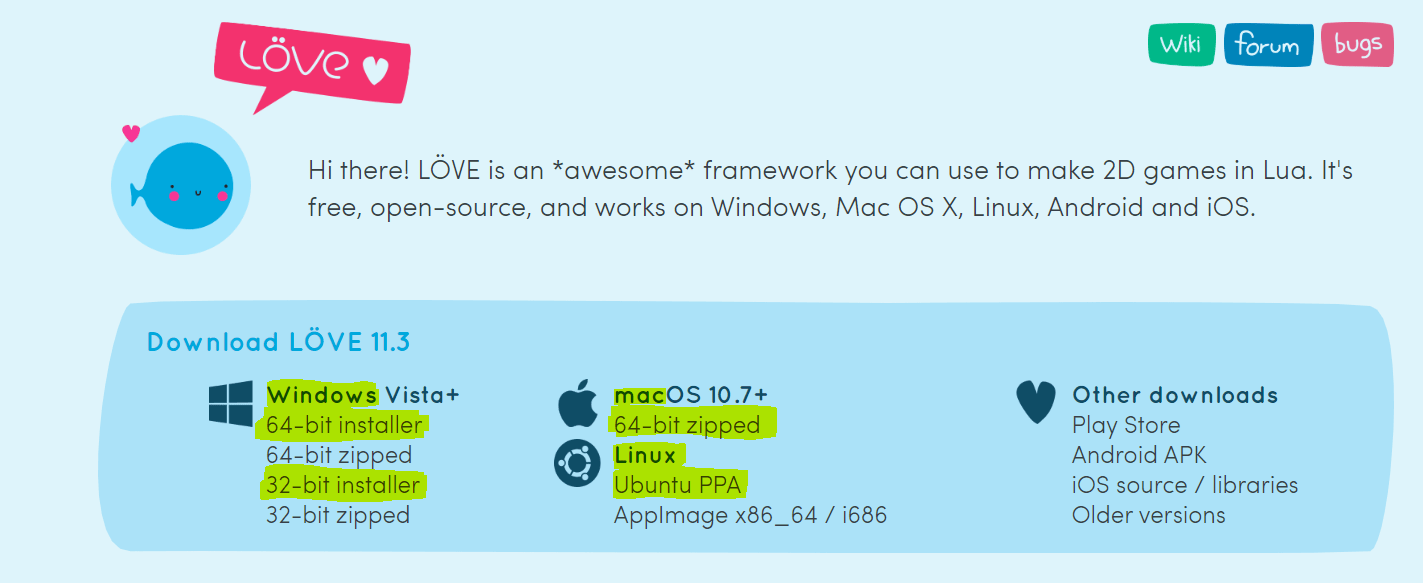 LÖVE
Wiki
forum
bugs
Hi there! LÖVE is an *awesome* framework you can use to make 2D games in Lua. It's
free, open-source, and works on Windows, Mac OS X, Linux, Android and iOS.
Download LÖVE 11.3
Windows Vista+
64-bit installer
64-bit zipped
32-bit installer
32-bit zipped
macOS 10.7+
64-bit zipped
Linux
Ubuntu PPA
AppImage x86_64 / i686
Other downloads
Play Store
Android APK
iOS source / libraries
Older versions